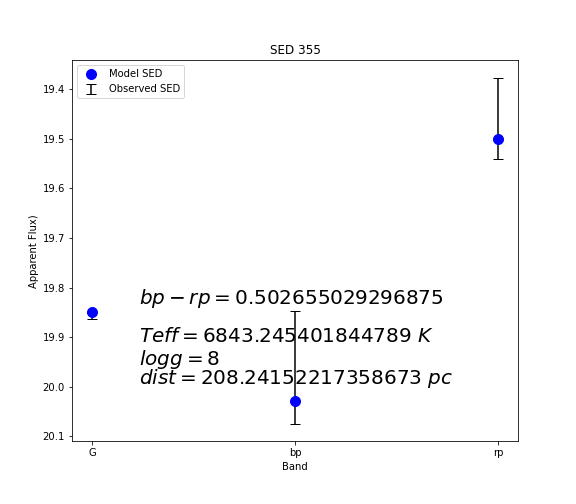 SED 355
Model SED
Observed SED
19.4
19.5
19.6
19.7
19.8
19.9
20.0
20.1
Apparent Flux)
bp − rp = 0.502655029296875
Teff = 6843.245401844789 K
logg = 8
dist = 208.24152217358673 pc
G
bp
rp
Band